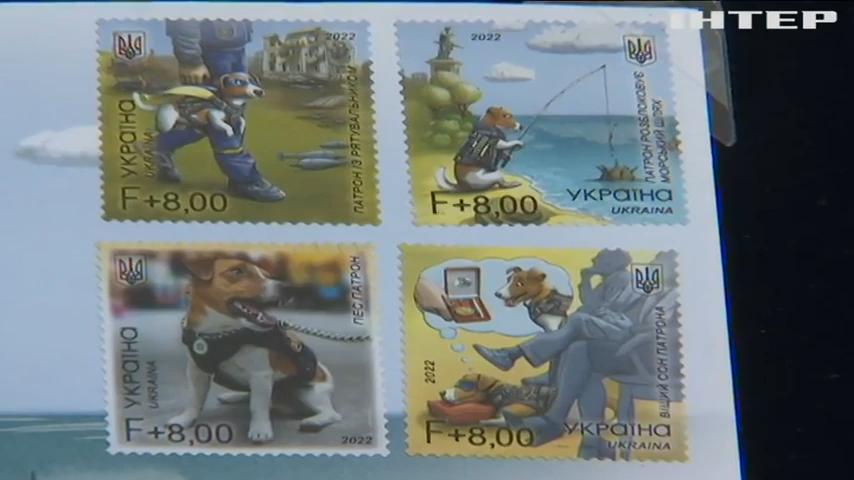 ІНТЕР
2022
УКРАЇНА
UKRAINA
ПАТРОН ІЗ РЯТУВАЛЬНИКОМ
F+8,00
2022
ПАТРОН РОЗБЛОКОВУЄ
МОРСЬКИЙ ШЛЯХ
F+8,00
УКРАЇНА
UKRAINA
ПЕС ПАТРОН
УКРАЇНА
UKRAINA
F+8,00
2022
2022
ВІЩИЙ СОН ПАТРОНА
F+8,00
УКРАЇНА
UKRAINA